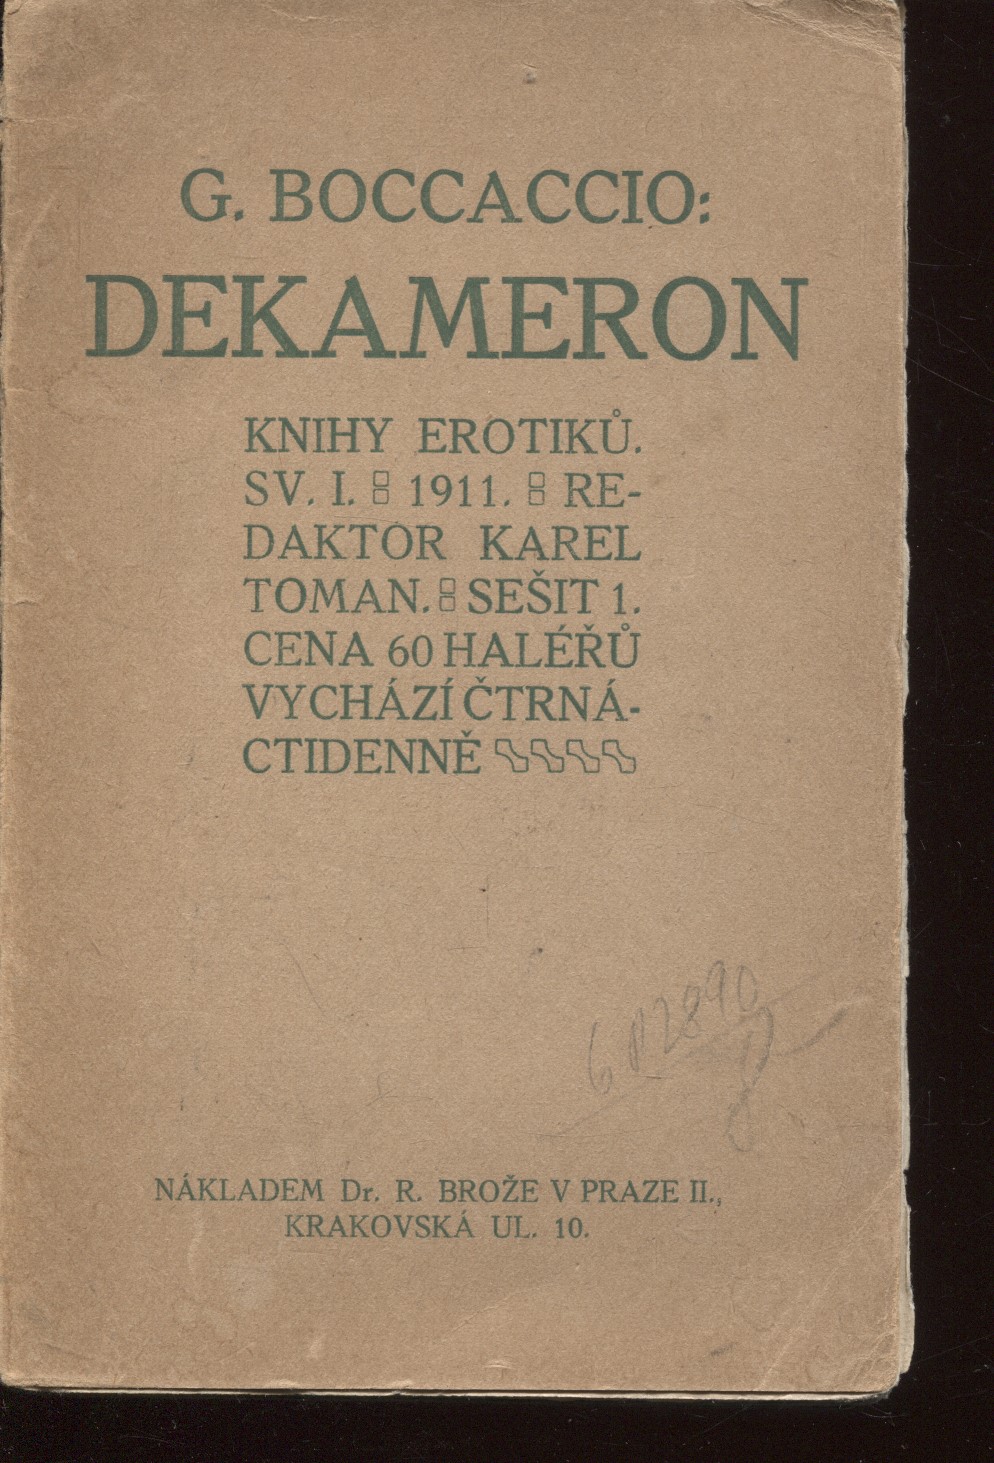 G. BOCCACCIO:
DEKAMERON
KNIHY EROTIKŮ.
SV. I. 1911. RE-
DAKTOR KAREL
TOMAN. SEŠIT 1.
CENA 60 HALÉŘŮ
VYCHÁZÍ ČTRNÁ-
CTIDENNĚ
NÁKLADEM Dr. R. BROŽE V PRAZE II.,
KRAKOVSKÁ UL. 10.